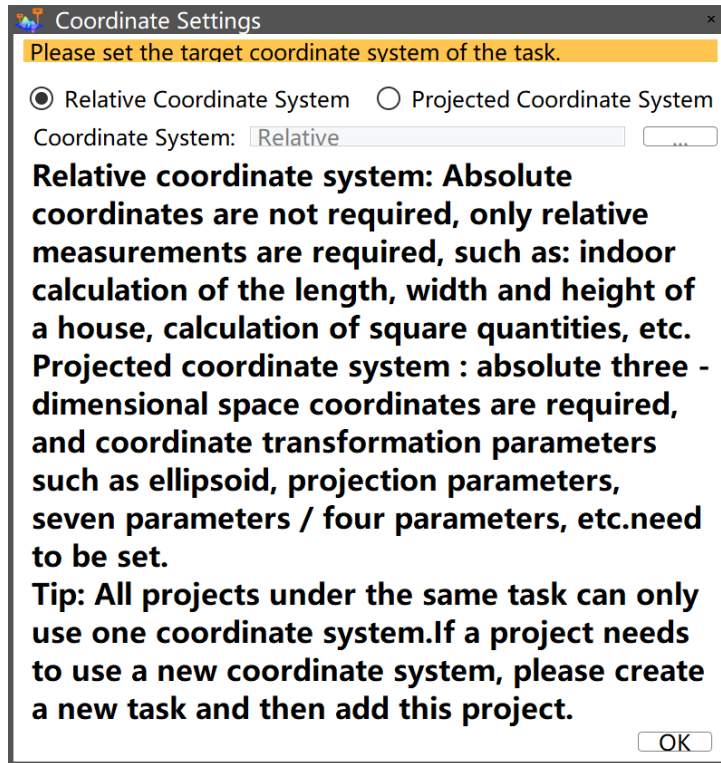 Coordinate Settings ×
Please set the target coordinate system of the task.
Relative Coordinate System Projected Coordinate System
Coordinate System: Relative ...
Relative coordinate system: Absolute
coordinates are not required, only relative
measurements are required, such as: indoor
calculation of the length, width and height of
a house, calculation of square quantities, etc.
Projected coordinate system : absolute three -
dimensional space coordinates are required,
and coordinate transformation parameters
such as ellipsoid, projection parameters,
seven parameters / four parameters, etc.need
to be set.
Tip: All projects under the same task can only
use one coordinate system.If a project needs
to use a new coordinate system, please create
a new task and then add this project.
OK